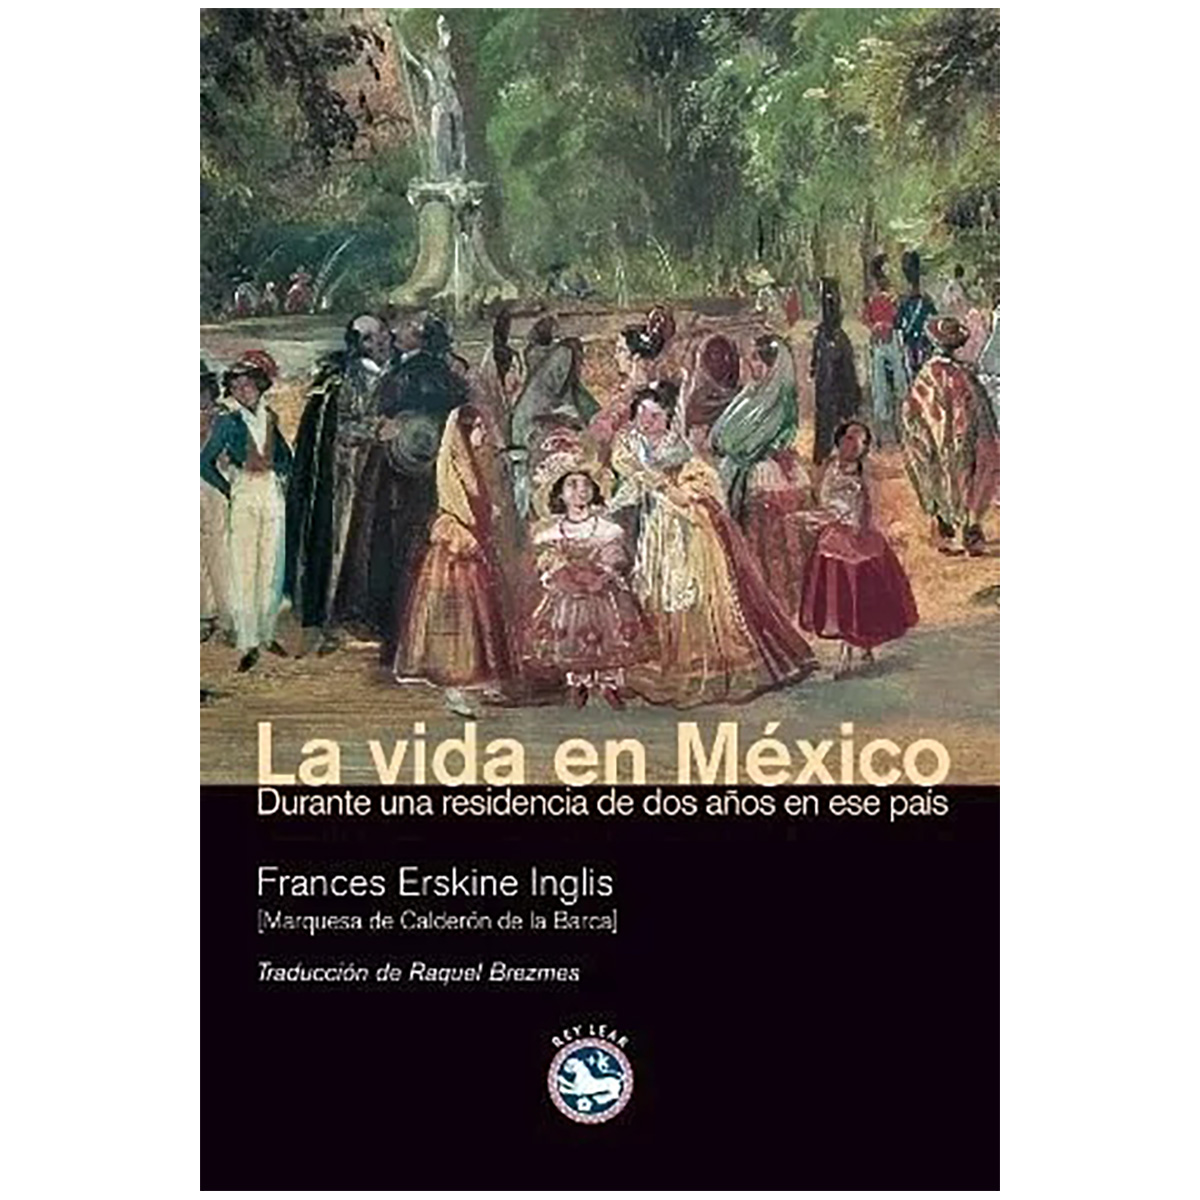 La vida en México
Durante una residencia de dos años en ese país
Frances Erskine Inglis
[Marquesa de Calderón de la Barca]
Traducción de Raquel Brezmes
REY LEAR